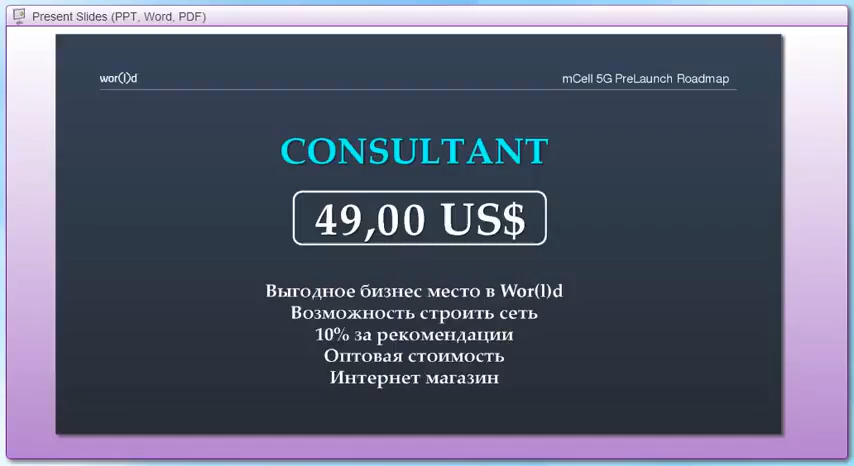 Present Slides (PPT, Word, PDF)
wor(l)d
mCell 5G PreLaunch Roadmap
CONSULTANT
49,00 US$
Выгодное бизнес место в Wor(l)d
Возможность строить сеть
10% за рекомендации
Оптовая стоимость
Интернет магазин